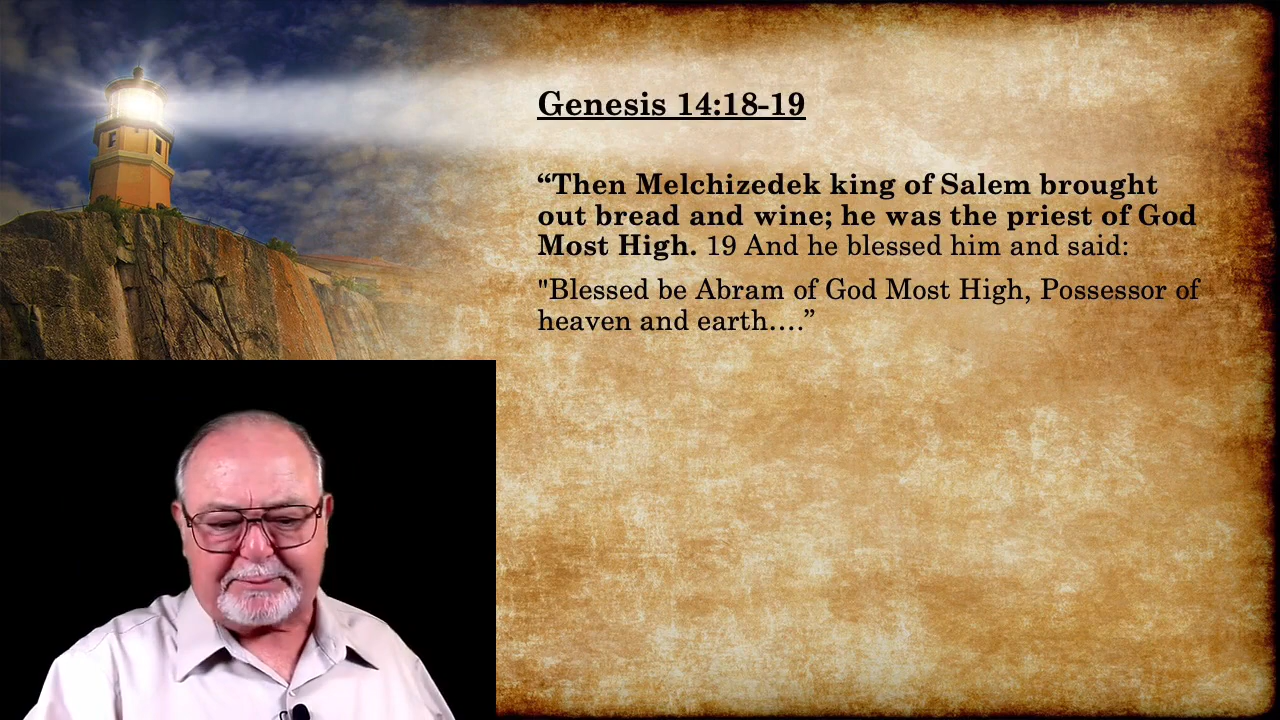 Genesis 14:18-19
“Then Melchizedek king of Salem brought
out bread and wine; he was the priest of God
Most High. 19 And he blessed him and said:
"Blessed be Abram of God Most High, Possessor of
heaven and earth….”